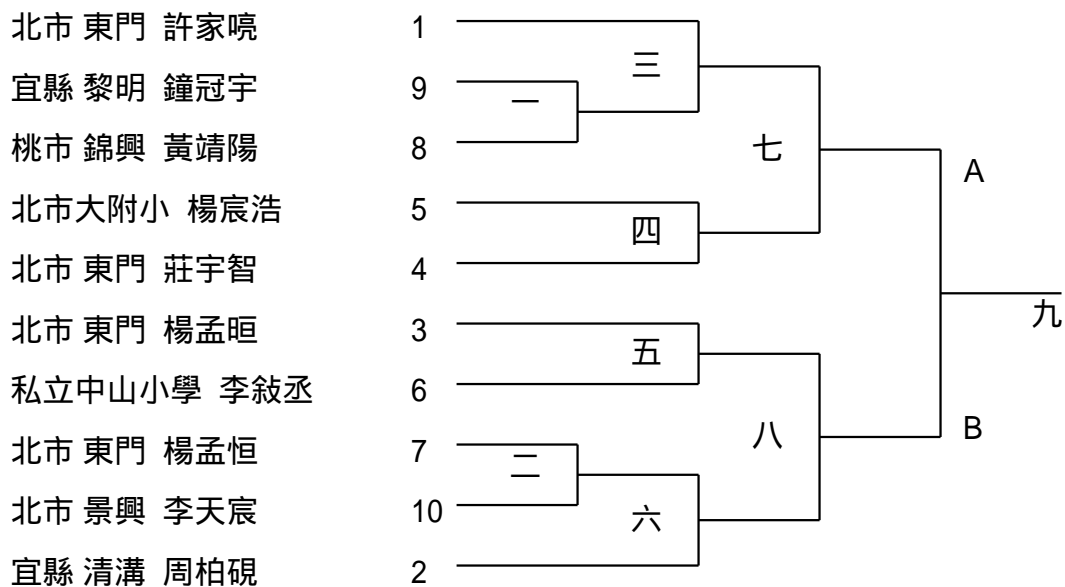 北市 東門 許家喨 1
三
宜縣 黎明 鐘冠宇 9
一
桃市 錦興 黃靖陽 8
七
A
北市大附小 楊宸浩 5
四
北市 東門 莊宇智 4
九
北市 東門 楊孟晅 3
五
私立中山小學 李敍丞 6
八
B
北市 東門 楊孟恒 7
二
北市 景興 李天宸 10
六
宜縣 清溝 周柏硯 2